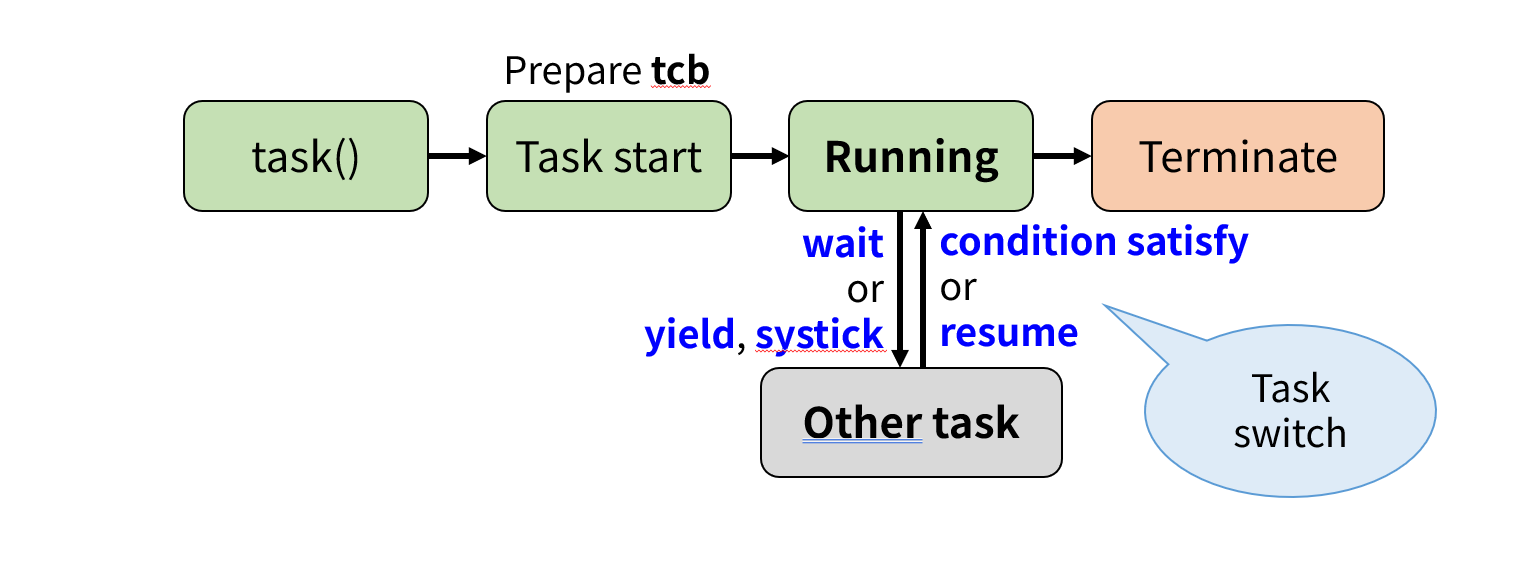 Prepare tcb
task()
Task start
Running
Terminate
wait
or
yield, systick
condition satisfy
or
resume
Other task
Task
switch